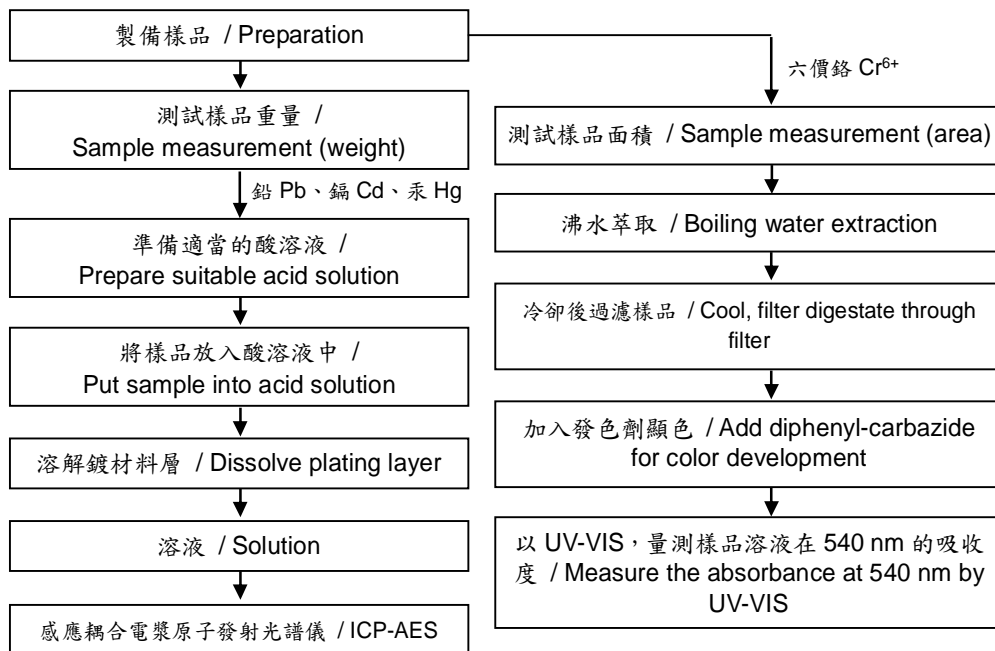 製備樣品 / Preparation
測試樣品重量 /
Sample measurement (weight)
鉛 Pb、鎘 Cd、汞 Hg
準備適當的酸溶液 /
Prepare suitable acid solution
將樣品放入酸溶液中 /
Put sample into acid solution
溶解鍍材料層 / Dissolve plating layer
溶液 / Solution
感應耦合電漿原子發射光譜儀 / ICP-AES
六價鉻 Cr⁶⁺
測試樣品面積 / Sample measurement (area)
沸水萃取 / Boiling water extraction
冷卻後過濾樣品 / Cool, filter digestate through
filter
加入發色劑顯色 / Add diphenyl-carbazide
for color development
以 UV-VIS，量測樣品溶液在 540 nm 的吸收
度 / Measure the absorbance at 540 nm by
UV-VIS